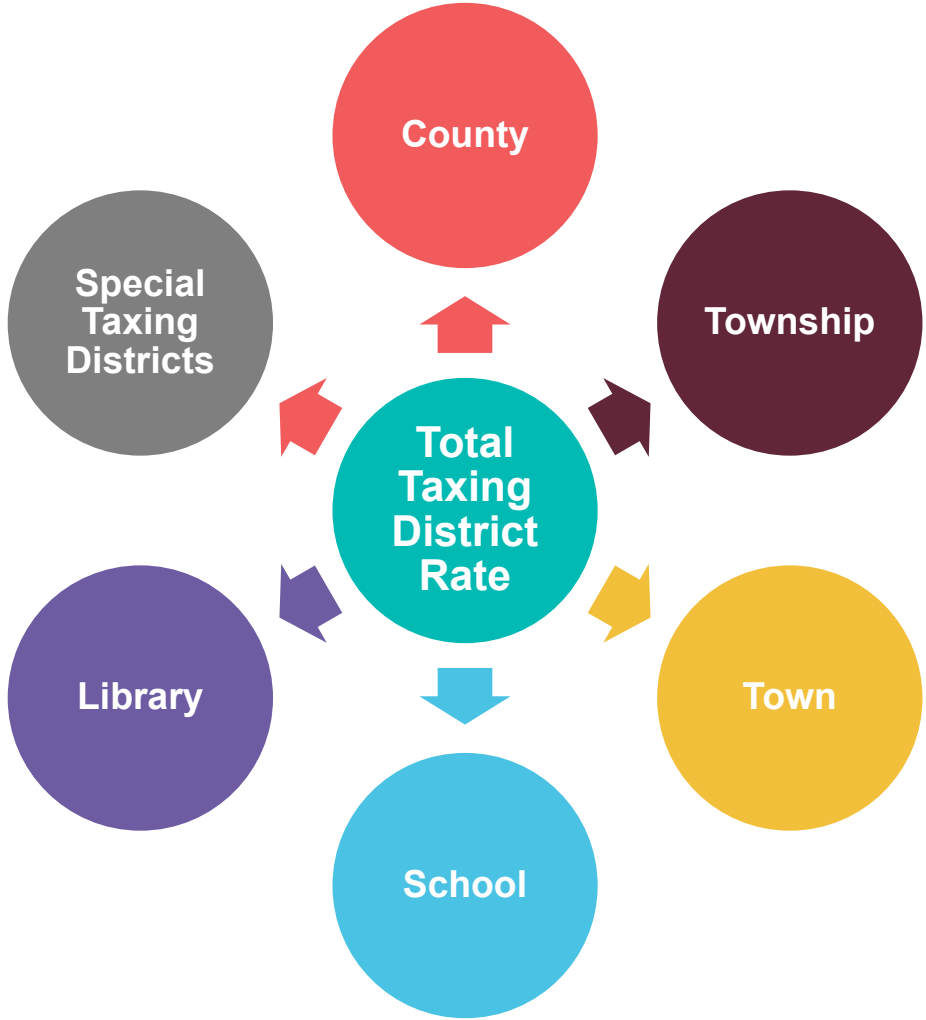 County
Special
Taxing
Districts
Township
Total
Taxing
District
Rate
Library
Town
School